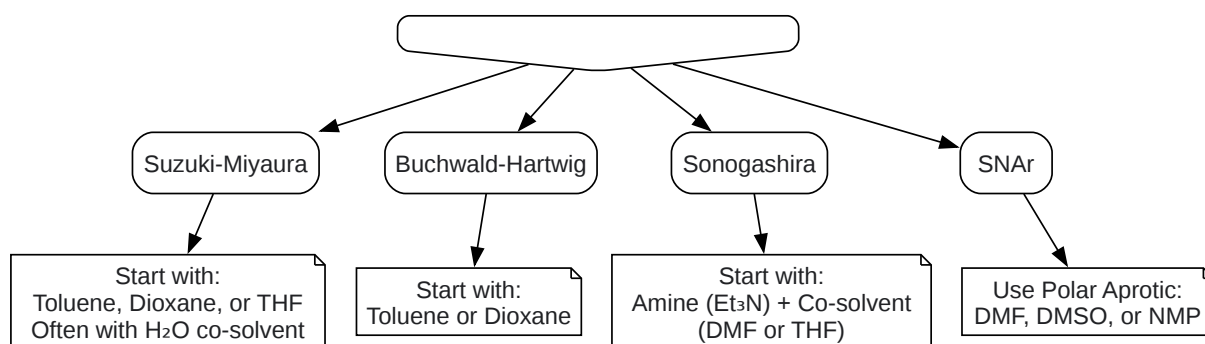 Suzuki-Miyaura
Buchwald-Hartwig
Sonogashira
SNAr
Start with:
Toluene, Dioxane, or THF
Often with H₂O co-solvent
Start with:
Toluene or Dioxane
Start with:
Amine (Et₃N) + Co-solvent
(DMF or THF)
Use Polar Aprotic:
DMF, DMSO, or NMP